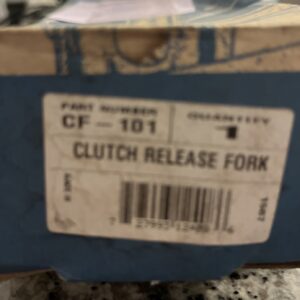 PART NUMBER
QUANTITY
CF - 101
1
CLUTCH RELEASE FORK